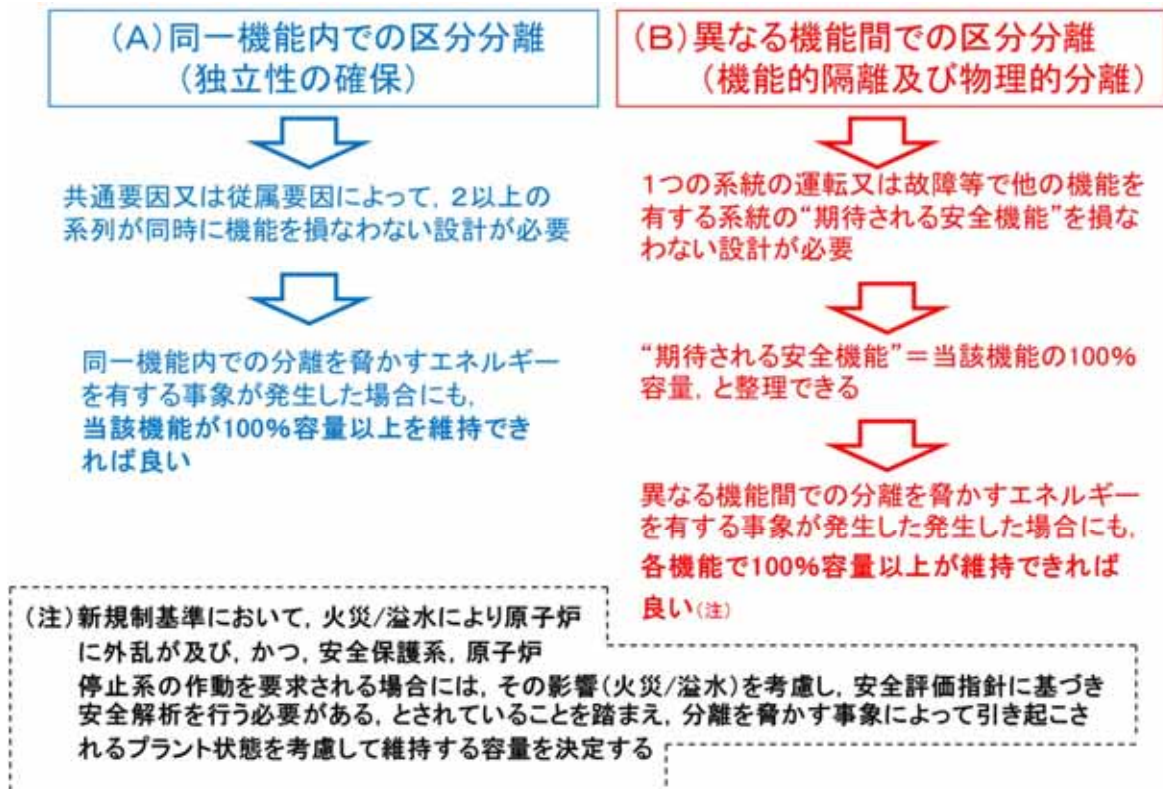 (A)同一機能内での区分分離
(独立性の確保)
共通要因又は従属要因によって，2以上の
系列が同時に機能を損なわない設計が必要
同一機能内での分離を脅かすエネルギー
を有する事象が発生した場合にも，
当該機能が100%容量以上を維持でき
れば良い
(B)異なる機能間での区分分離
(機能的隔離及び物理的分離)
1つの系統の運転又は故障等で他の機能を
有する系統の“期待される安全機能”を損な
わない設計が必要
“期待される安全機能”＝当該機能の100%
容量，と整理できる
異なる機能間での分離を脅かすエネルギー
を有する事象が発生した発生した場合にも，
各機能で100%容量以上が維持できれば
良い(注)
(注)新規制基準において，火災/溢水により原子炉
に外乱が及び，かつ，安全保護系，原子炉
停止系の作動を要求される場合には，その影響(火災/溢水)を考慮し，安全評価指針に基づき
安全解析を行う必要がある，とされていることを踏まえ，分離を脅かす事象によって引き起こさ
れるプラント状態を考慮して維持する容量を決定する